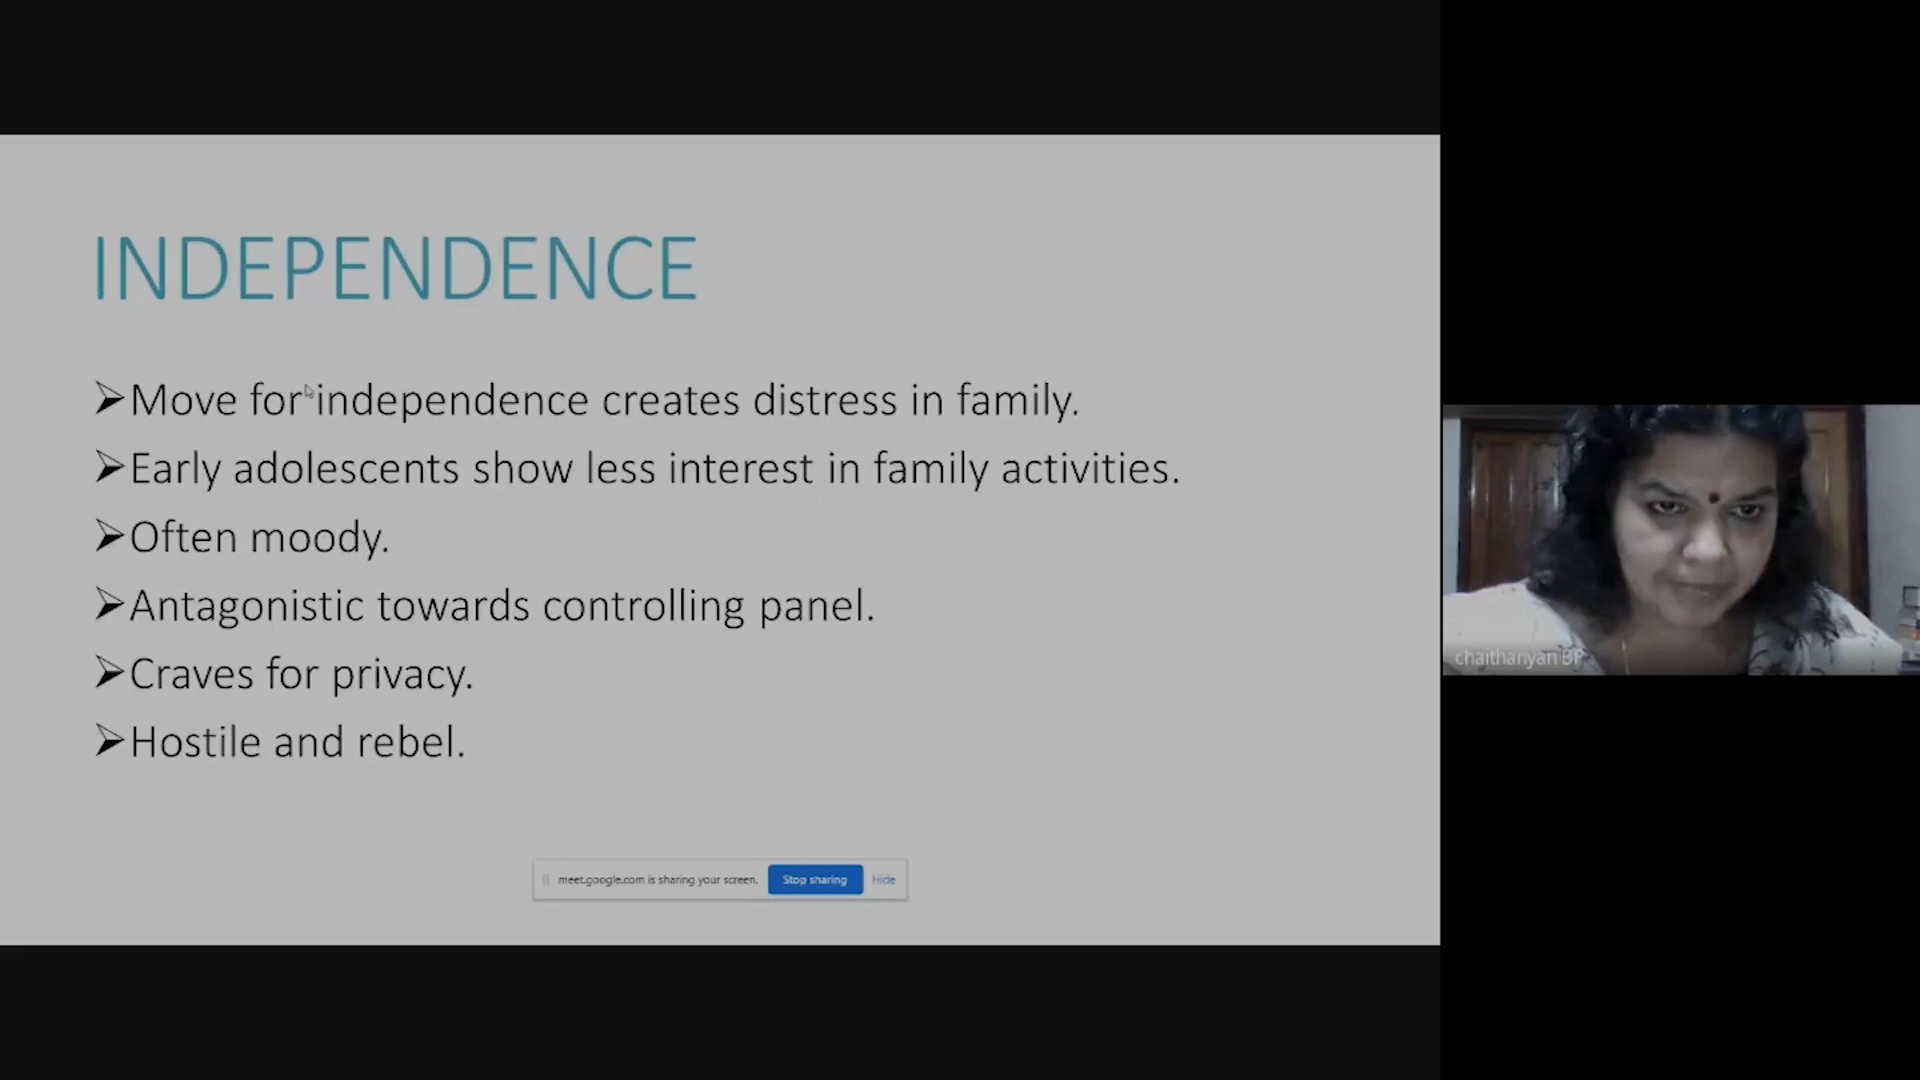 INDEPENDENCE
➢Move for independence creates distress in family.
➢Early adolescents show less interest in family activities.
➢Often moody.
➢Antagonistic towards controlling panel.
➢Craves for privacy.
➢Hostile and rebel.
meet.google.com is sharing your screen. Stop sharing Hide
chaithanyan BP